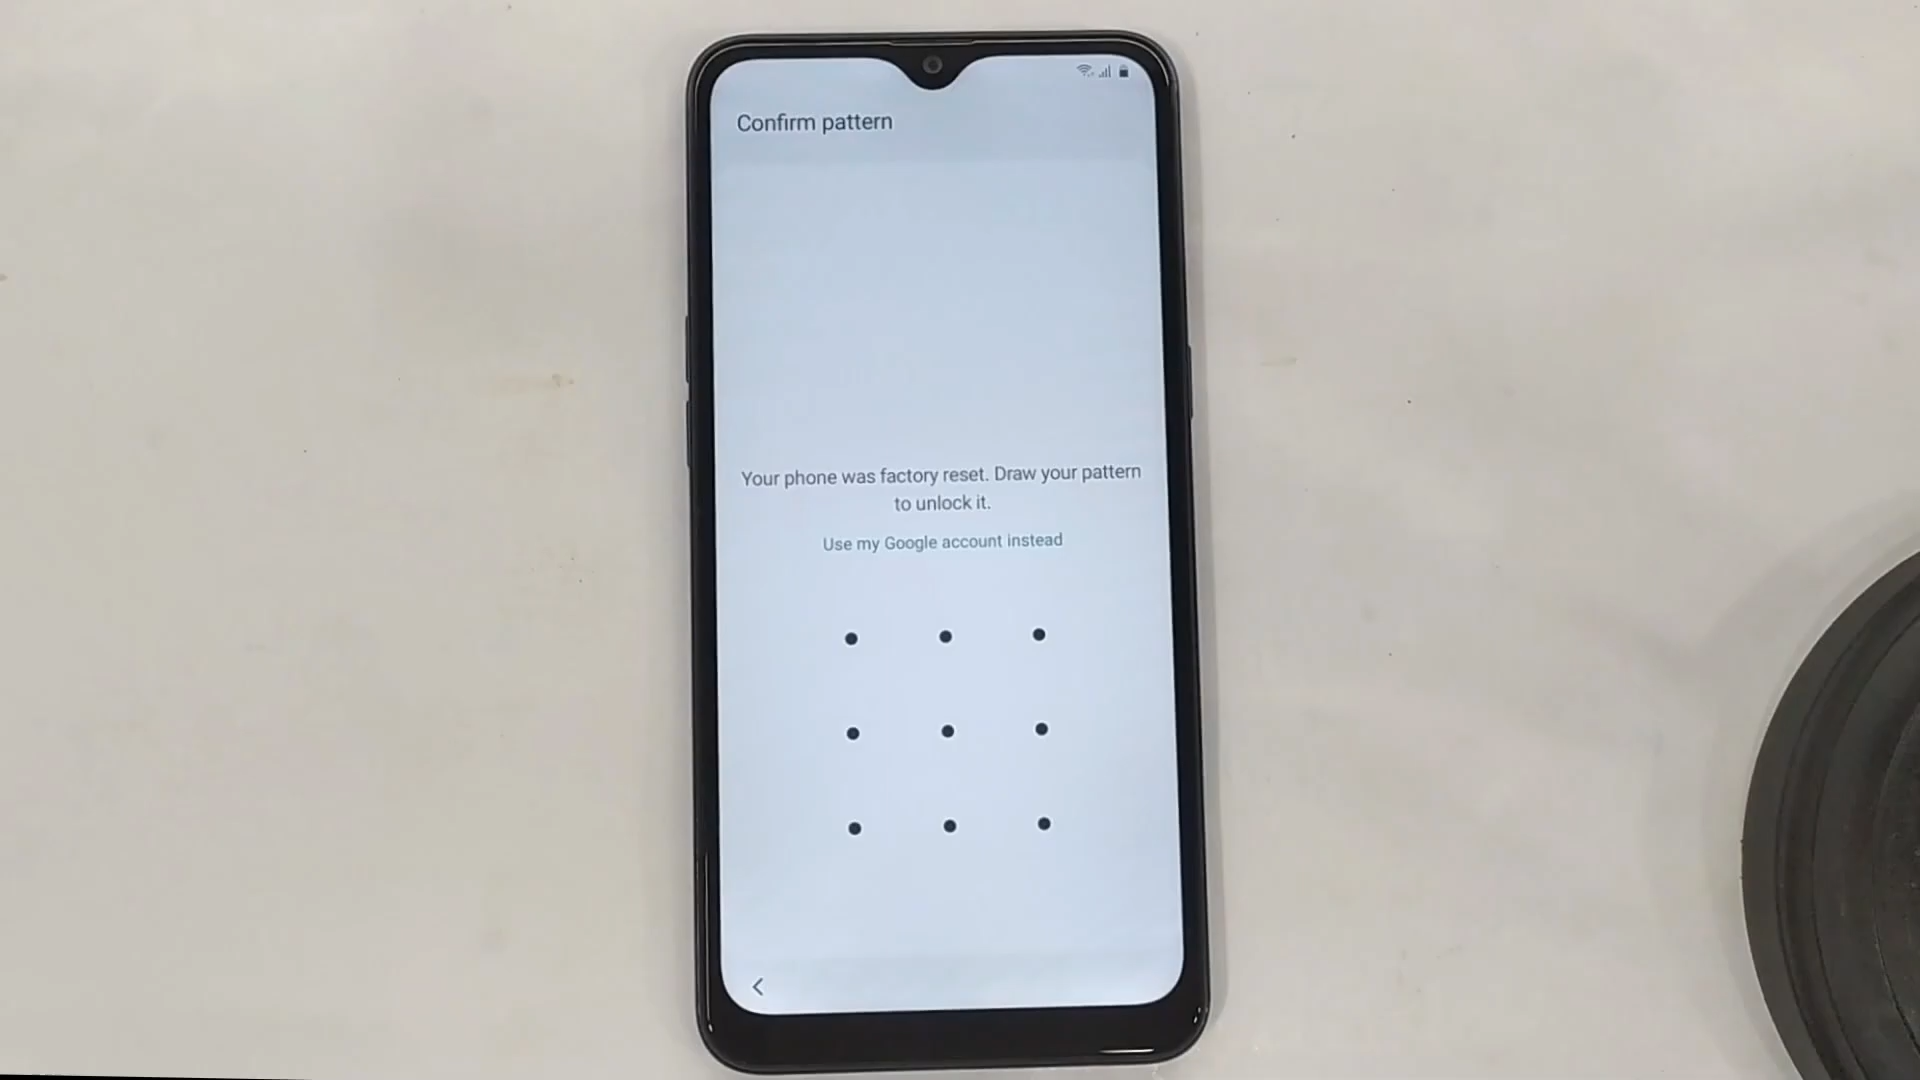 Confirm pattern
Your phone was factory reset. Draw your pattern
to unlock it.
Use my Google account instead